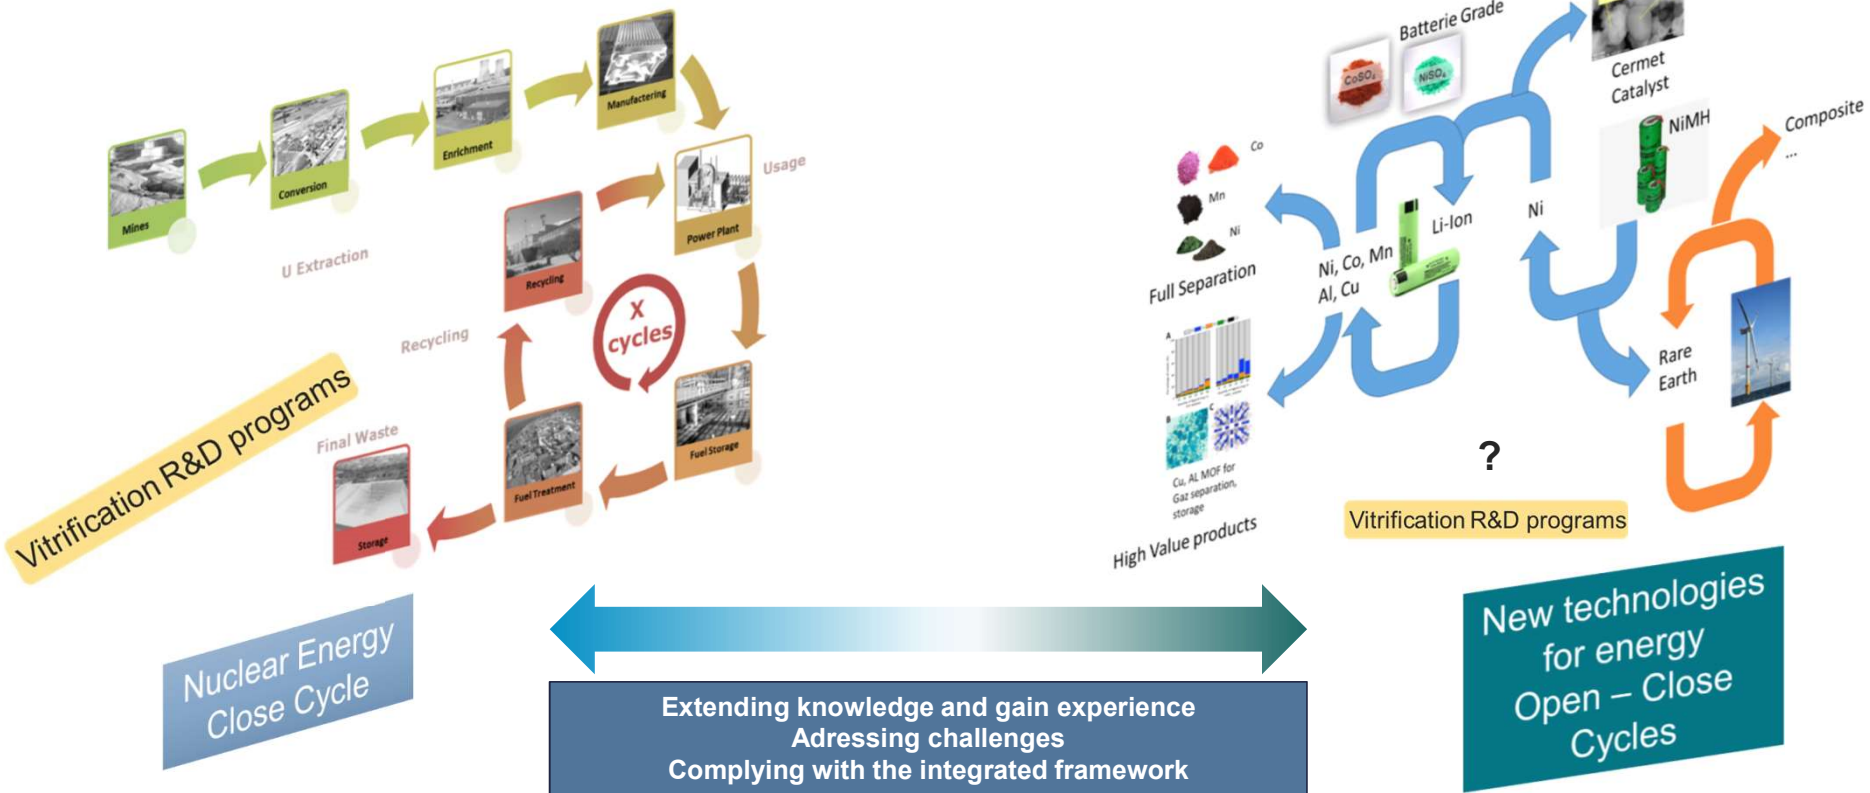 Mines
Conversion
Enrichment
Manufactering
Power Plant
Usage
U Extraction
Recycling
Recycling
X
cycles
Fuel Storage
Fuel Treatment
Final Waste
Storage
Vitrification R&D programs
Nuclear Energy
Close Cycle
Extending knowledge and gain experience
Adressing challenges
Complying with the integrated framework
Batterie Grade
CoSO4
NiSO4
Cermet
Catalyst
NiMH
Composite
...
Co
Mn
Ni
Full Separation
Ni, Co, Mn
Al, Cu
Li-Ion
Ni
Rare
Earth
A
B
C
Cu, AL MOF for
Gaz separation,
storage
High Value products
?
Vitrification R&D programs
New technologies
for energy
Open – Close
Cycles